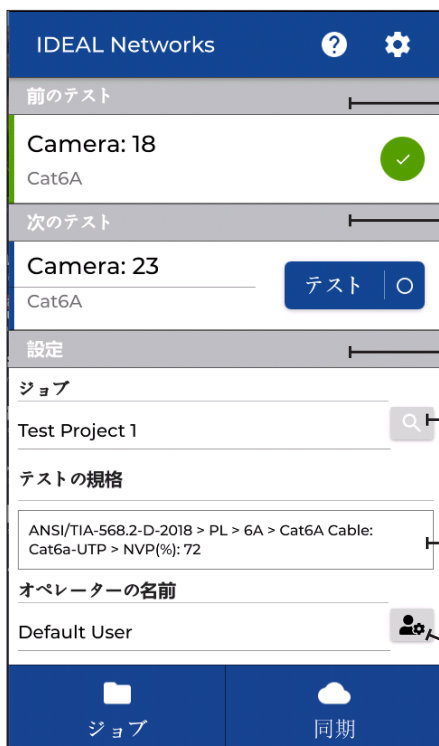 IDEAL Networks
前のテスト
Camera: 18
Cat6A
次のテスト
Camera: 23
テスト
Cat6A
設定
ジョブ
Test Project 1
テストの規格
ANSI/TIA-568.2-D-2018 > PL > 6A > Cat6A Cable:
Cat6a-UTP > NVP(%): 72
オペレーターの名前
Default User
ジョブ
同期